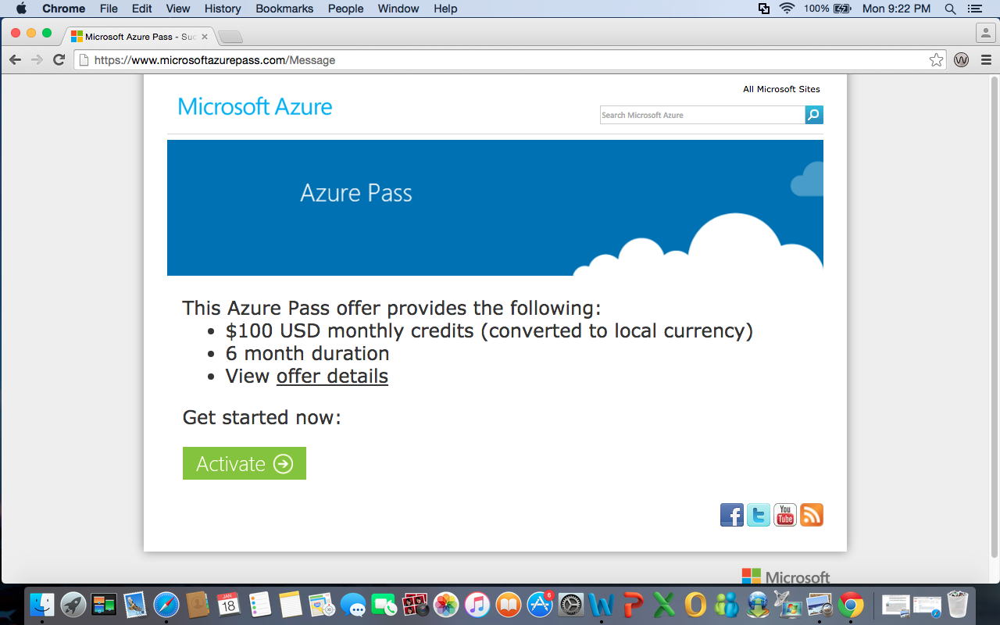 Chrome File Edit View History Bookmarks People Window Help 100% Mon 9:22 PM
Microsoft Azure Pass - Suc
https://www.microsoftazurepass.com/Message
All Microsoft Sites
Microsoft Azure
Search Microsoft Azure
Azure Pass
This Azure Pass offer provides the following:
• $100 USD monthly credits (converted to local currency)
• 6 month duration
• View offer details
Get started now:
Activate
You
Tube
Microsoft
JAN
18
6